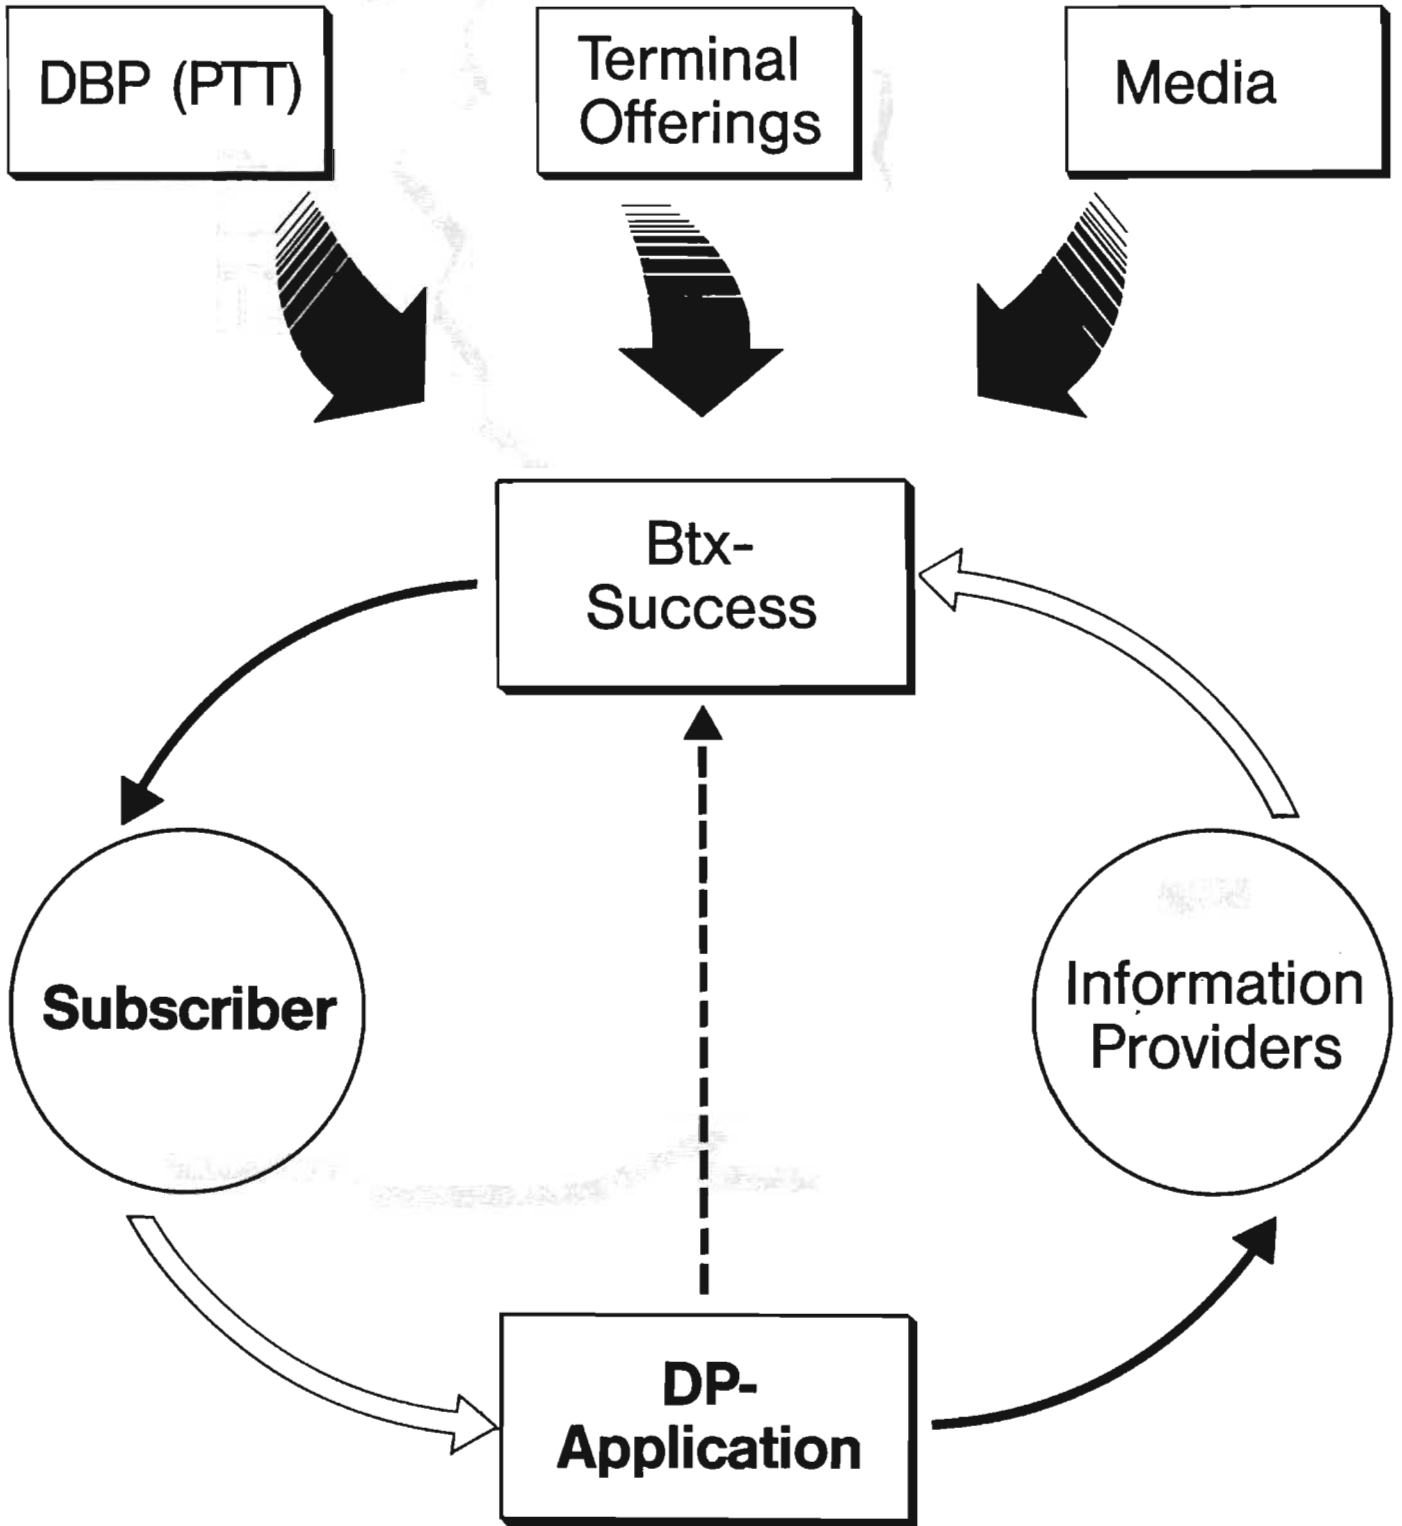 DBP (PTT)
Terminal
Offerings
Media
Btx-
Success
Subscriber
Information
Providers
DP-
Application